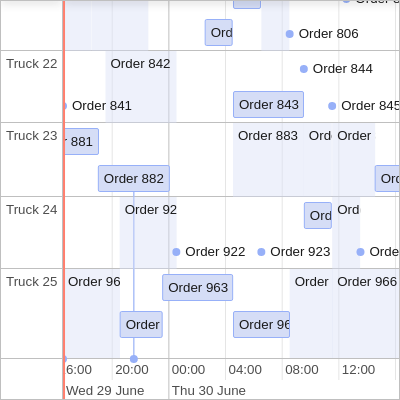 Ord
Order 806
Truck 22
Order 842
Order 844
Order 841
Order 843
Order 845
Truck 23
881
Order 883
Ord
Order
Order 882
Ord
Truck 24
Order 92
Ord
Ord
Order 922
Order 923
Orde
Truck 25
Order 96
Order 963
Order
Order 966
Order
Order 96
6:00
20:00
00:00
04:00
08:00
12:00
Wed 29 June
Thu 30 June